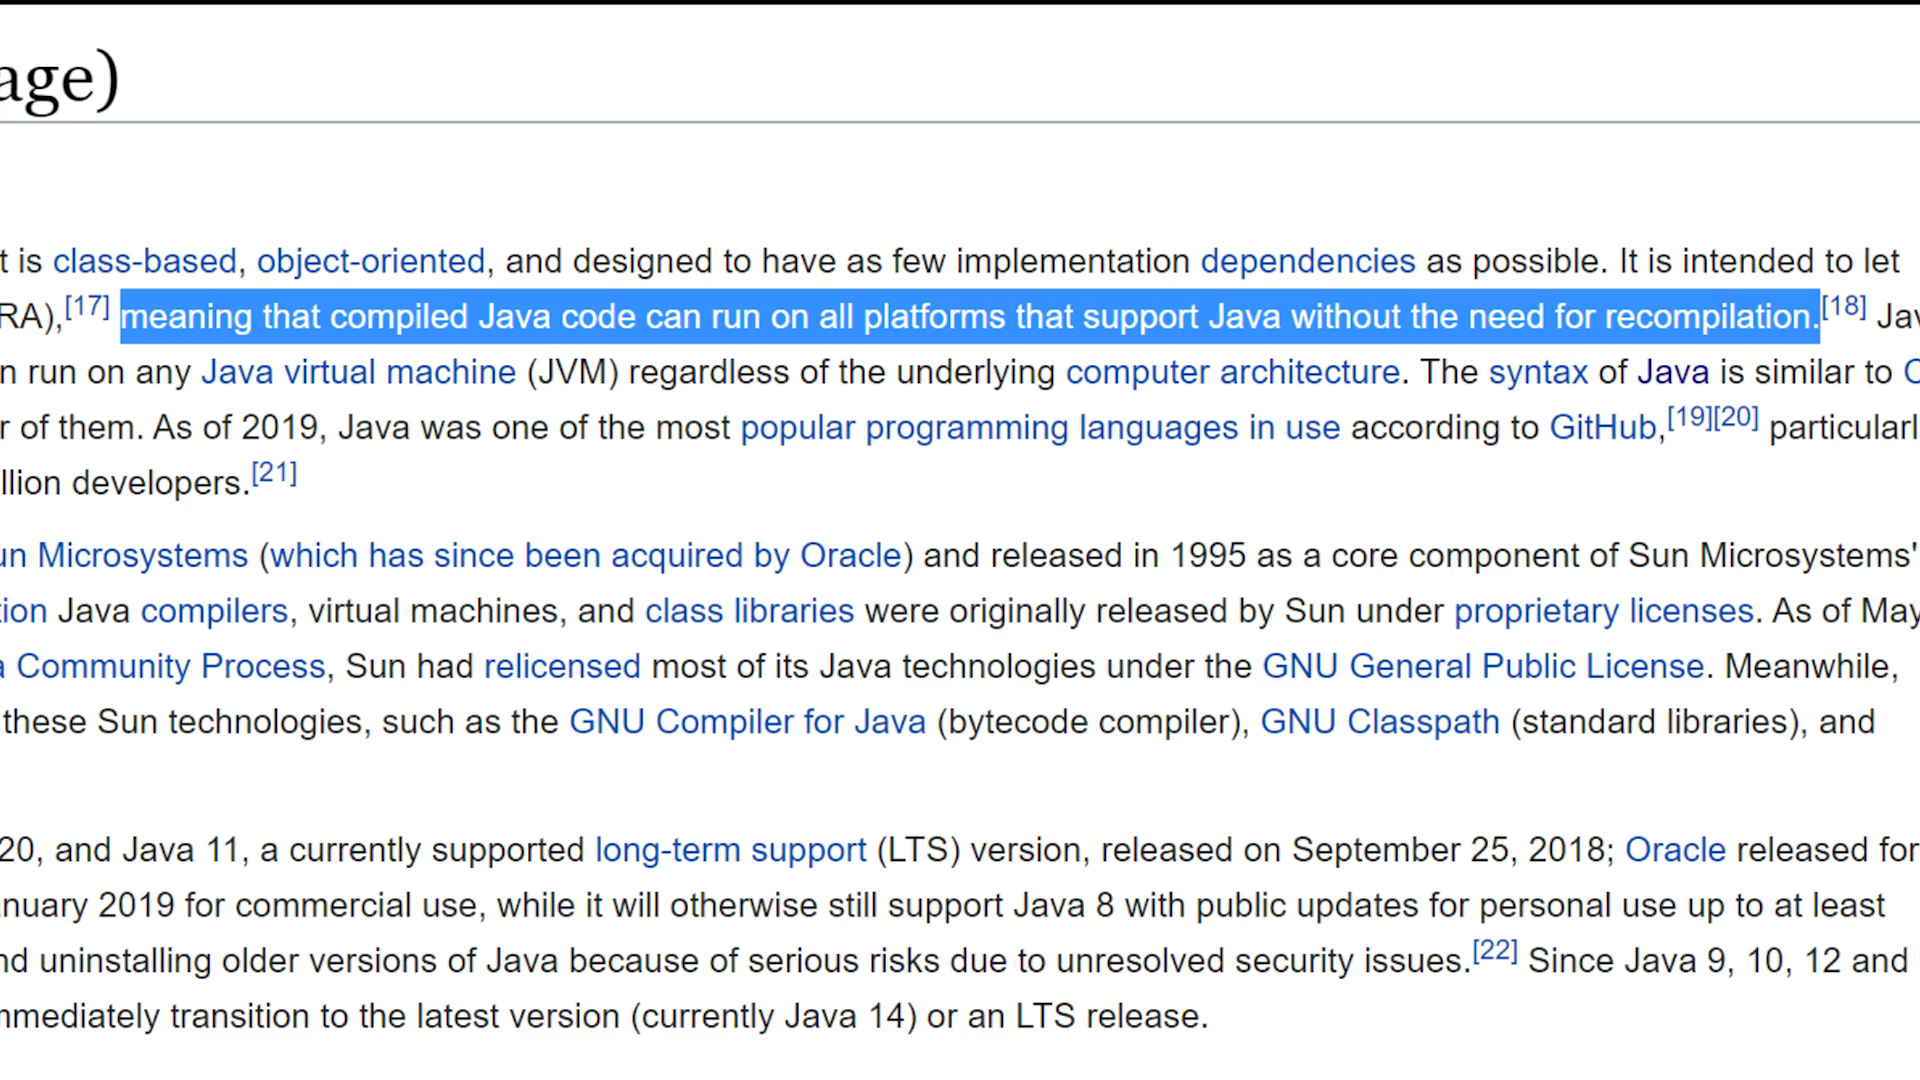 age)
t is class-based, object-oriented, and designed to have as few implementation dependencies as possible. It is intended to let
RA),[17] meaning that compiled Java code can run on all platforms that support Java without the need for recompilation.[18] Jav
n run on any Java virtual machine (JVM) regardless of the underlying computer architecture. The syntax of Java is similar to C
r of them. As of 2019, Java was one of the most popular programming languages in use according to GitHub,[19][20] particularl
llion developers.[21]
un Microsystems (which has since been acquired by Oracle) and released in 1995 as a core component of Sun Microsystems'
tion Java compilers, virtual machines, and class libraries were originally released by Sun under proprietary licenses. As of May
a Community Process, Sun had relicensed most of its Java technologies under the GNU General Public License. Meanwhile,
these Sun technologies, such as the GNU Compiler for Java (bytecode compiler), GNU Classpath (standard libraries), and
20, and Java 11, a currently supported long-term support (LTS) version, released on September 25, 2018; Oracle released for
anuary 2019 for commercial use, while it will otherwise still support Java 8 with public updates for personal use up to at least
nd uninstalling older versions of Java because of serious risks due to unresolved security issues.[22] Since Java 9, 10, 12 and
mmediately transition to the latest version (currently Java 14) or an LTS release.